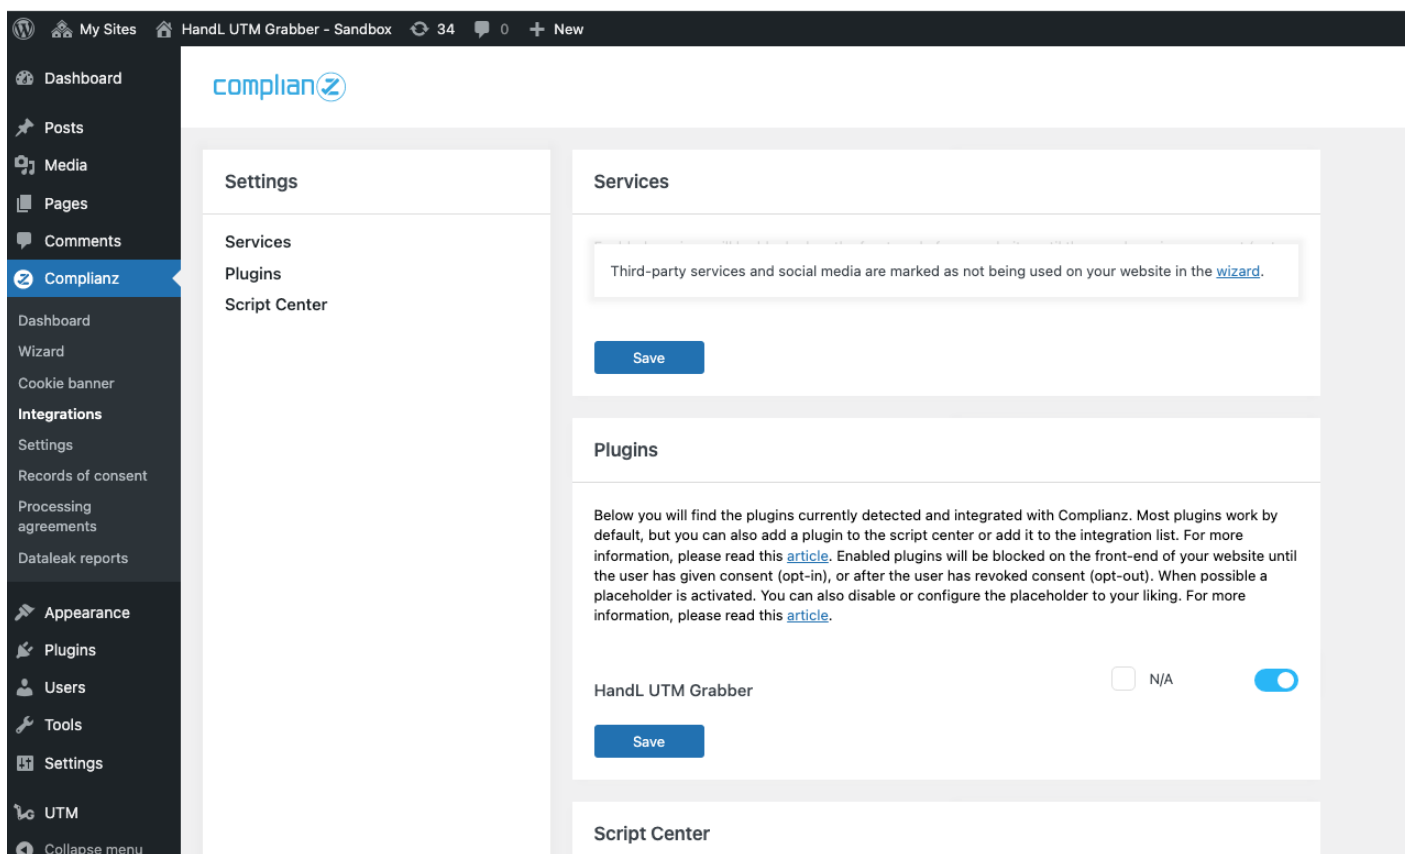 My Sites
HandL UTM Grabber - Sandbox
34
0
New
Dashboard
Posts
Media
Pages
Comments
Complianz
Dashboard
Wizard
Cookie banner
Integrations
Settings
Records of consent
Processing
agreements
Dataleak reports
Appearance
Plugins
Users
Tools
Settings
UTM
Collapse menu
complianz
Settings
Services
Plugins
Script Center
Services
Third-party services and social media are marked as not being used on your website in the wizard.
Save
Plugins
Below you will find the plugins currently detected and integrated with Complianz. Most plugins work by
default, but you can also add a plugin to the script center or add it to the integration list. For more
information, please read this article. Enabled plugins will be blocked on the front-end of your website until
the user has given consent (opt-in), or after the user has revoked consent (opt-out). When possible a
placeholder is activated. You can also disable or configure the placeholder to your liking. For more
information, please read this article.
HandL UTM Grabber
N/A
Save
Script Center